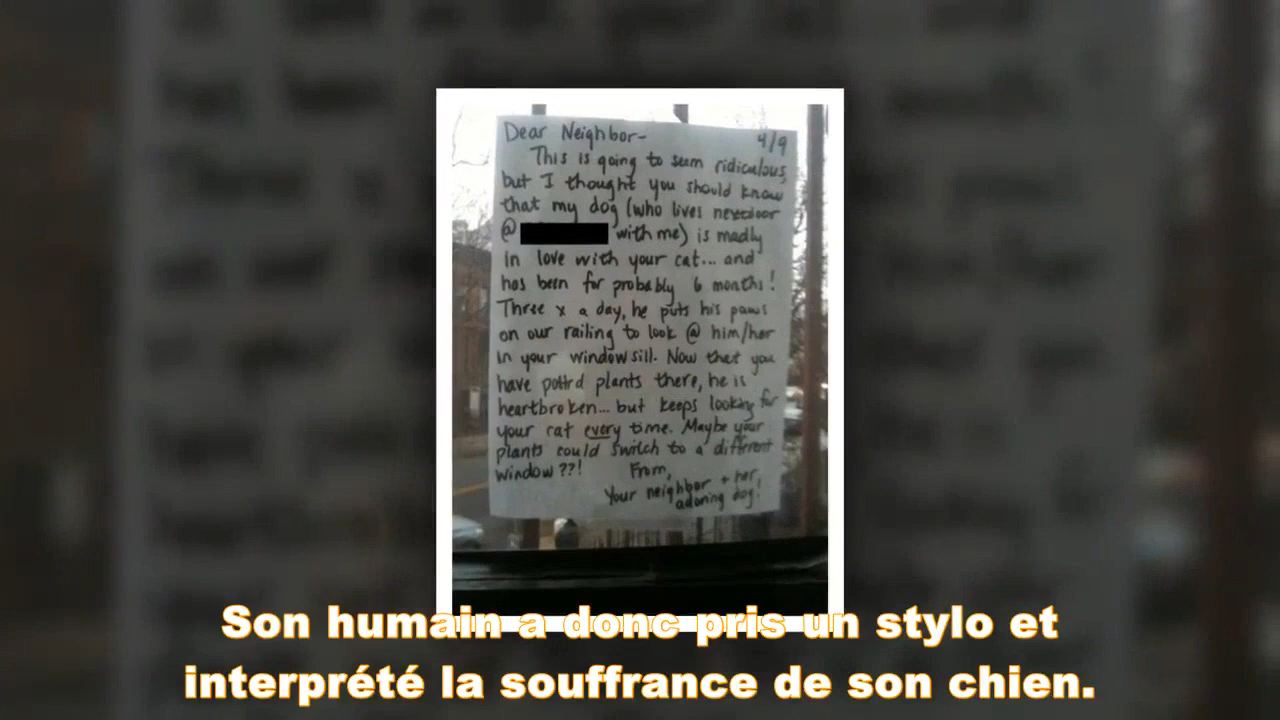 Dear Neighbor- 4/9
This is going to seem ridiculous,
but I thought you should know
that my dog (who lives nextdoor
@ with me) is madly
in love with your cat... and
has been for probably 6 months!
Three x a day, he puts his paws
on our railing to look @ him/her
in your windowsill. Now that you
have potted plants there, he is
heartbroken... but keeps looking for
your cat every time. Maybe your
plants could switch to a different
window??! From,
Your neighbor + her
adoring dog!
Son humain a donc pris un stylo et
interprété la souffrance de son chien.